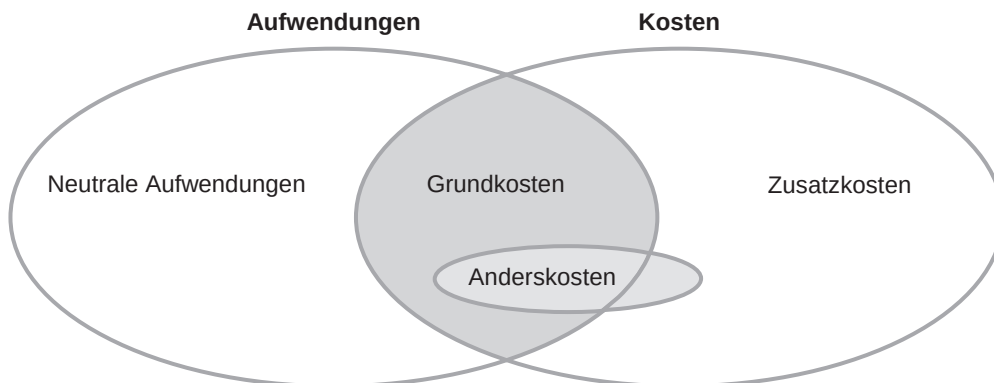 Aufwendungen Kosten
Neutrale Aufwendungen Grundkosten Zusatzkosten
Anderskosten